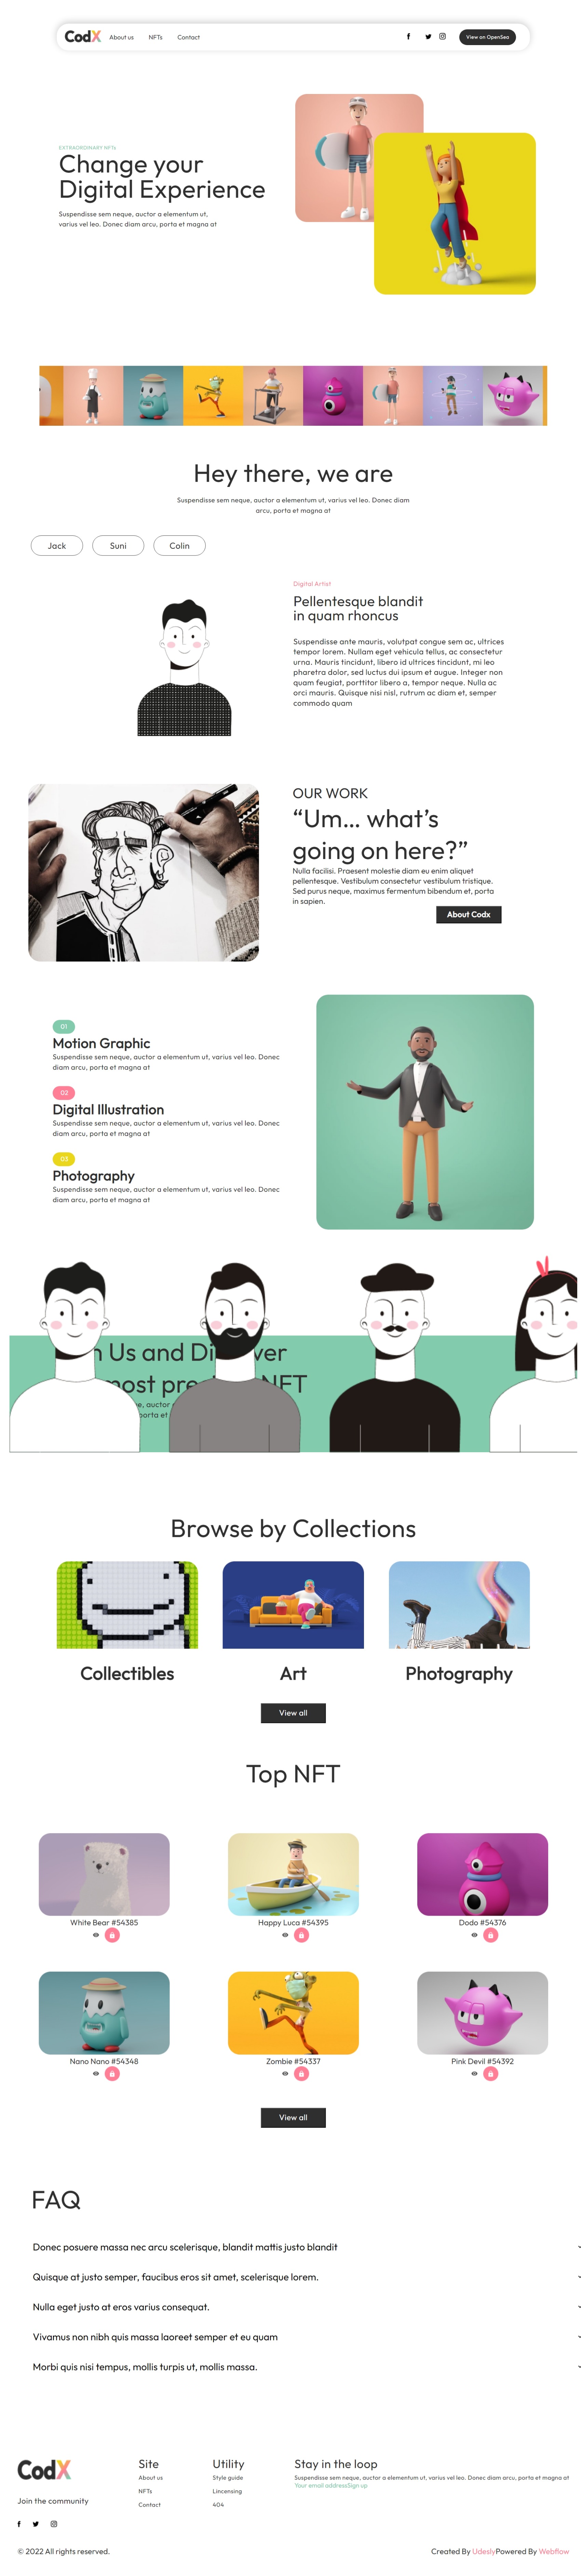 CodX
About us
NFTs
Contact
View on OpenSea
EXTRAORDINARY NFTs
Change your
Digital Experience
Suspendisse sem neque, auctor a elementum ut,
varius vel leo. Donec diam arcu, porta et magna at
Hey there, we are
Suspendisse sem neque, auctor a elementum ut, varius vel leo. Donec diam
arcu, porta et magna at
Jack
Suni
Colin
Digital Artist
Pellentesque blandit
in quam rhoncus
Suspendisse ante mauris, volutpat congue sem ac, ultrices
tempor lorem. Nullam eget vehicula tellus, ac consectetur
urna. Mauris tincidunt, libero id ultrices tincidunt, mi leo
pharetra dolor, sed luctus dui ipsum et augue. Integer non
quam feugiat, porttitor libero a, tempor neque. Nulla ac
orci mauris. Quisque nisi nisl, rutrum ac diam et, semper
commodo quam
OUR WORK
“Um... what’s
going on here?”
Nulla facilisi. Praesent molestie diam eu enim aliquet
pellentesque. Vestibulum consectetur vestibulum tristique.
Sed purus neque, maximus fermentum bibendum et, porta
in sapien.
About Codx
01
Motion Graphic
Suspendisse sem neque, auctor a elementum ut, varius vel leo. Donec
diam arcu, porta et magna at
02
Digital Illustration
Suspendisse sem neque, auctor a elementum ut, varius vel leo. Donec
diam arcu, porta et magna at
03
Photography
Suspendisse sem neque, auctor a elementum ut, varius vel leo. Donec
diam arcu, porta et magna at
Us and
NFT
auctor
et
Browse by Collections
Collectibles
Art
Photography
View all
Top NFT
White Bear #54385
Happy Luca #54395
Dodo #54376
Nano Nano #54348
Zombie #54337
Pink Devil #54392
View all
FAQ
Donec posuere massa nec arcu scelerisque, blandit mattis justo blandit
Quisque at justo semper, faucibus eros sit amet, scelerisque lorem.
Nulla eget justo at eros varius consequat.
Vivamus non nibh quis massa laoreet semper et eu quam
Morbi quis nisi tempus, mollis turpis ut, mollis massa.
CodX
Join the community
Site
About us
NFTs
Contact
Utility
Style guide
Lincensing
404
Stay in the loop
Suspendisse sem neque, auctor a elementum ut, varius vel leo. Donec diam arcu, porta et magna at
Your email addressSign up
© 2022 All rights reserved.
Created By UdeslyPowered By Webflow